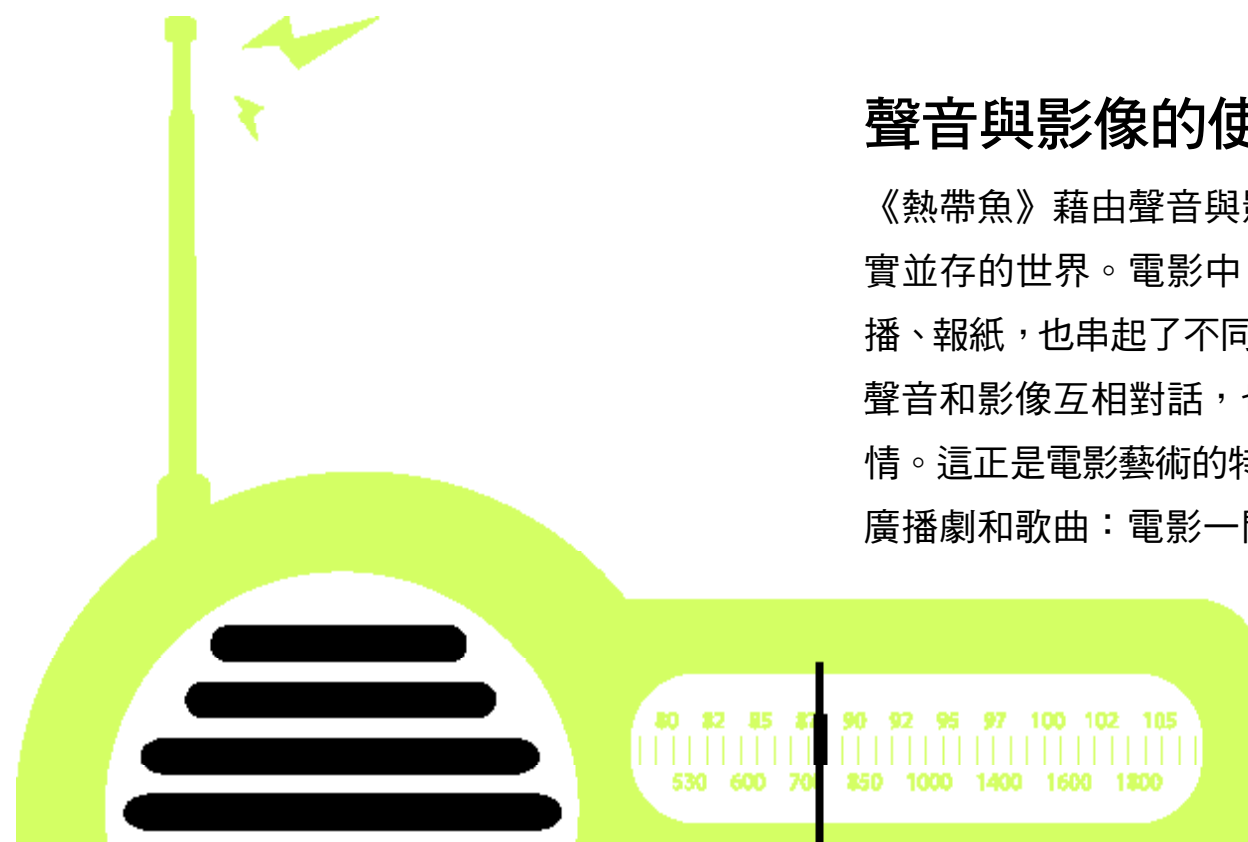 聲音與影像的使
《熱帶魚》藉由聲音與
實並存的世界。電影中
播、報紙，也串起了不同
聲音和影像互相對話，
情。這正是電影藝術的特
廣播劇和歌曲：電影一
80 82 85 87 90 92 95 97 100 102 105
530 600 700 850 1000 1400 1600 1800